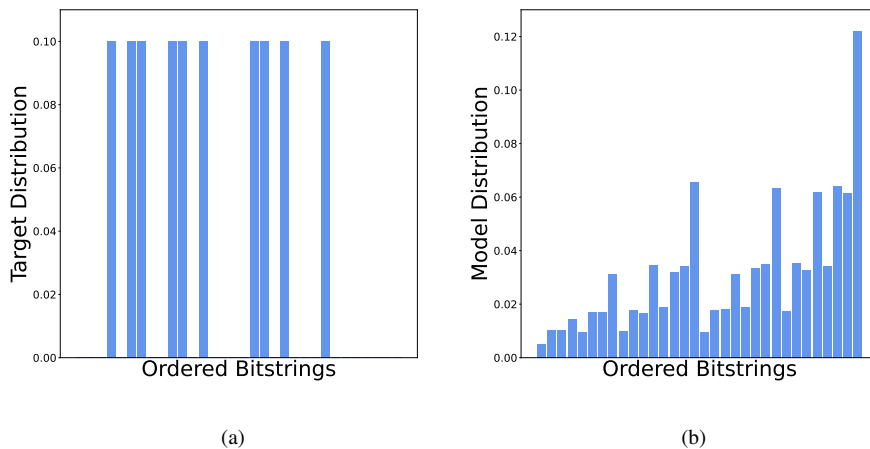 Target Distribution
0.10
0.08
0.06
0.04
0.02
0.00
Ordered Bitstrings
(a)
Model Distribution
0.12
0.10
0.08
0.06
0.04
0.02
0.00
Ordered Bitstrings
(b)